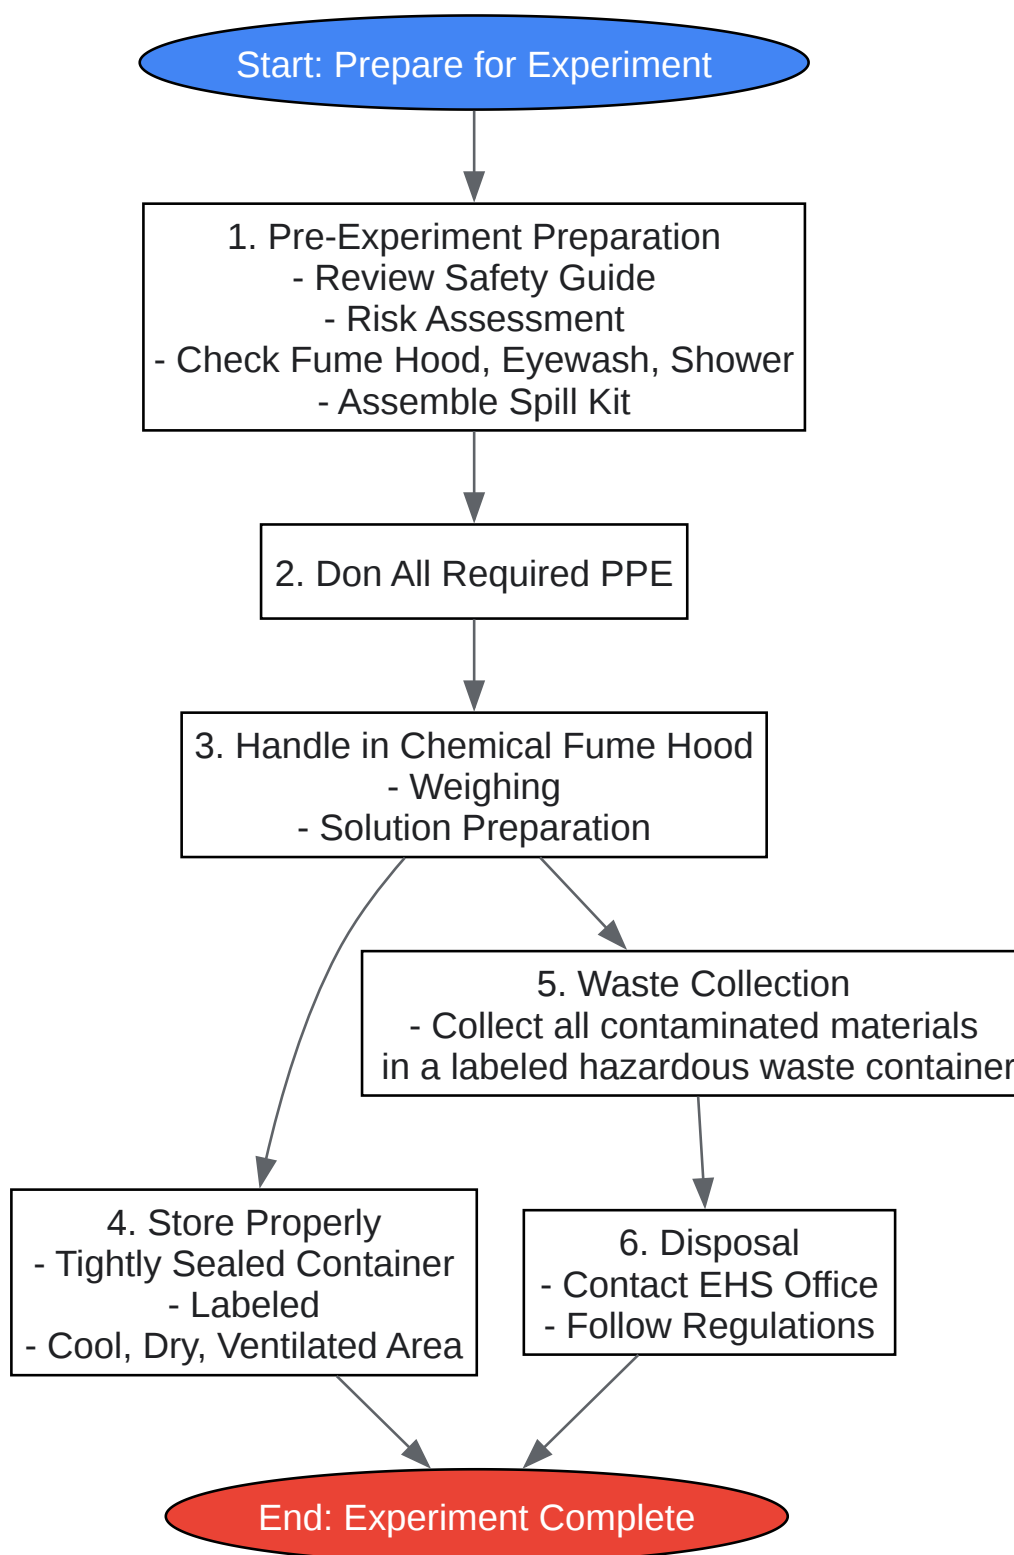 Start: Prepare for Experiment
1. Pre-Experiment Preparation
- Review Safety Guide
- Risk Assessment
- Check Fume Hood, Eyewash, Shower
- Assemble Spill Kit
2. Don All Required PPE
3. Handle in Chemical Fume Hood
- Weighing
- Solution Preparation
5. Waste Collection
- Collect all contaminated materials
in a labeled hazardous waste container
4. Store Properly
- Tightly Sealed Container
- Labeled
- Cool, Dry, Ventilated Area
6. Disposal
- Contact EHS Office
- Follow Regulations
End: Experiment Complete